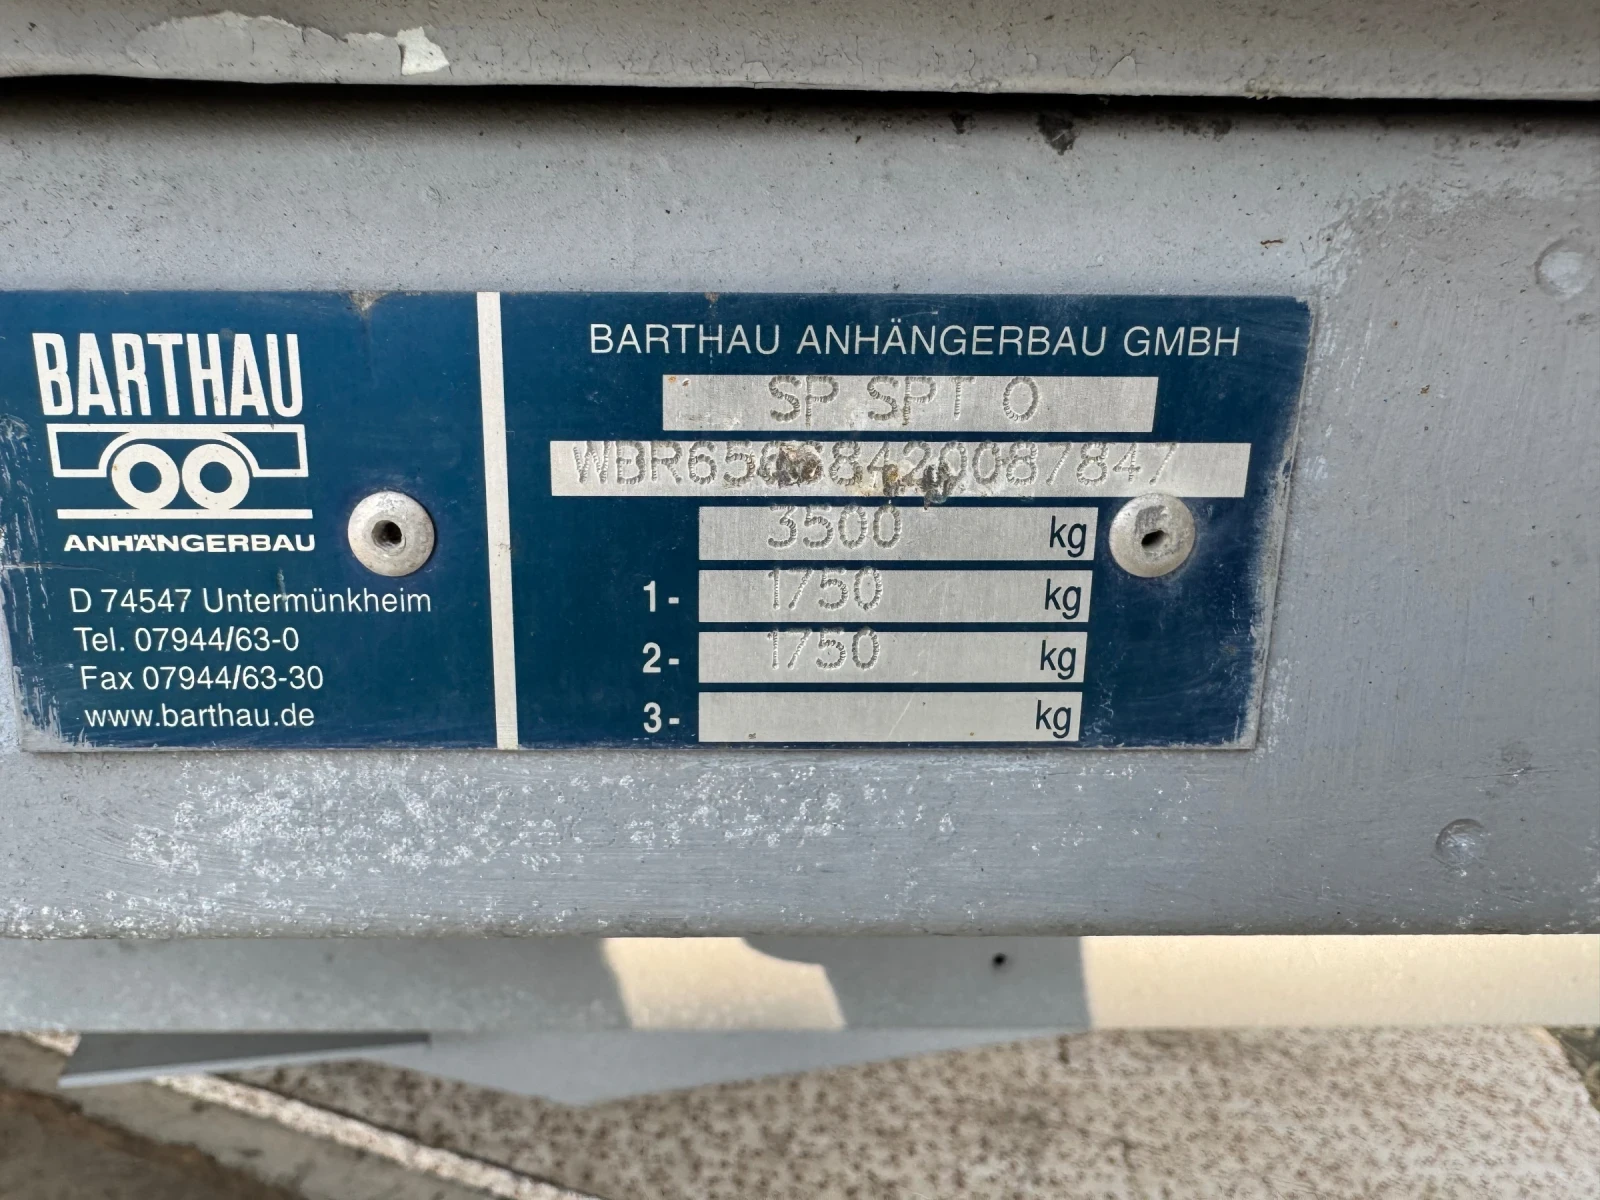 BARTHAU
ANHÄNGERBAU
D 74547 Untermünkheim
Tel. 07944/63-0
Fax 07944/63-30
www.barthau.de
BARTHAU ANHÄNGERBAU GMBH
SP SPT O
3500 kg
1- 1750 kg
2- 1750 kg
3- kg